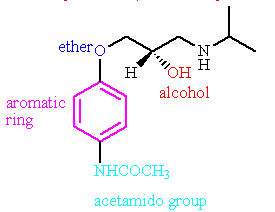 ether
O
H
OH
N
H
alcohol
aromatic
ring
NHCOCH3
acetamido group